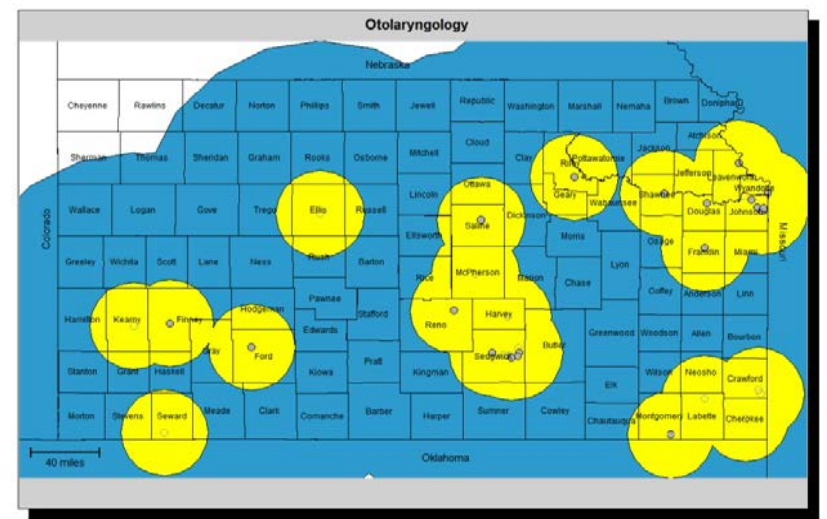 Otolaryngology
Nebraska
Cheyenne Rawlins Decatur Norton Phillips Smith Jewell Republic Washington Marshall Nemaha Brown Doniphan
Atchison
Sherman Thomas Sheridan Graham Rooks Osborne Mitchell Cloud Clay Riley Pottawatomie Jackson
Jefferson Leavenworth
Wyandotte
Wallace Logan Gove Trego Ellis Russell Lincoln Ottawa Geary Wabaunsee Shawnee
Douglas Johnson
Saline Dickinson
Colorado
Missouri
Ellsworth Morris Osage Franklin Miami
Greeley Wichita Scott Lane Ness Rush Barton Rice McPherson Marion Chase Lyon
Coffey Anderson Linn
Hamilton Kearny Finney Hodgeman Pawnee Stafford Reno Harvey
Gray Ford Edwards Sedgwick Butler Greenwood Woodson Allen Bourbon
Stanton Grant Haskell Kiowa Pratt Kingman Elk Wilson Neosho Crawford
Morton Stevens Seward Meade Clark Comanche Barber Harper Sumner Cowley Chautauqua Montgomery Labette Cherokee
40 miles
Oklahoma